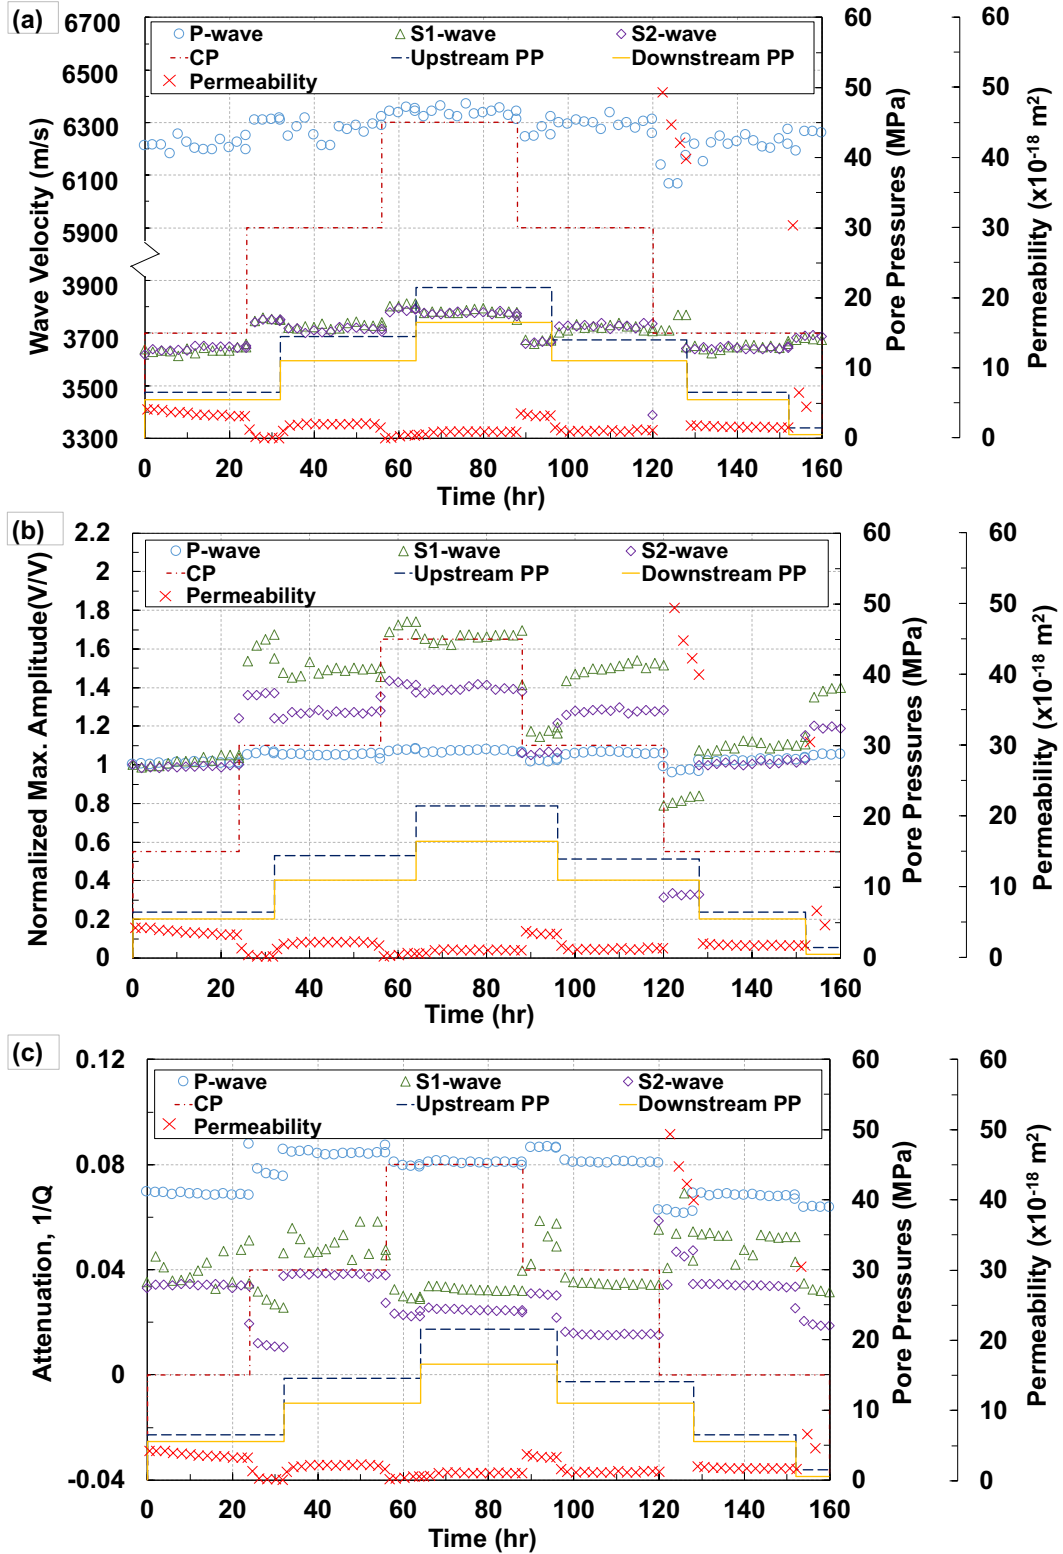 (a)
6700
6500
6300
6100
5900
3900
3700
3500
3300
Wave Velocity (m/s)
P-wave S1-wave S2-wave
CP Upstream PP Downstream PP
Permeability
60
50
40
30
20
10
0
Pore Pressures (MPa)
60
50
40
30
20
10
0
Permeability (x10-18 m2)
0 20 40 60 80 100 120 140 160
Time (hr)
(b)
2.2
2
1.8
1.6
1.4
1.2
1
0.8
0.6
0.4
0.2
0
Normalized Max. Amplitude(V/V)
P-wave S1-wave S2-wave
CP Upstream PP Downstream PP
Permeability
60
50
40
30
20
10
0
Pore Pressures (MPa)
60
50
40
30
20
10
0
Permeability (x10-18 m2)
0 20 40 60 80 100 120 140 160
Time (hr)
(c)
0.12
0.08
0.04
0
-0.04
Attenuation, 1/Q
P-wave S1-wave S2-wave
CP Upstream PP Downstream PP
Permeability
60
50
40
30
20
10
0
Pore Pressures (MPa)
60
50
40
30
20
10
0
Permeability (x10-18 m2)
0 20 40 60 80 100 120 140 160
Time (hr)